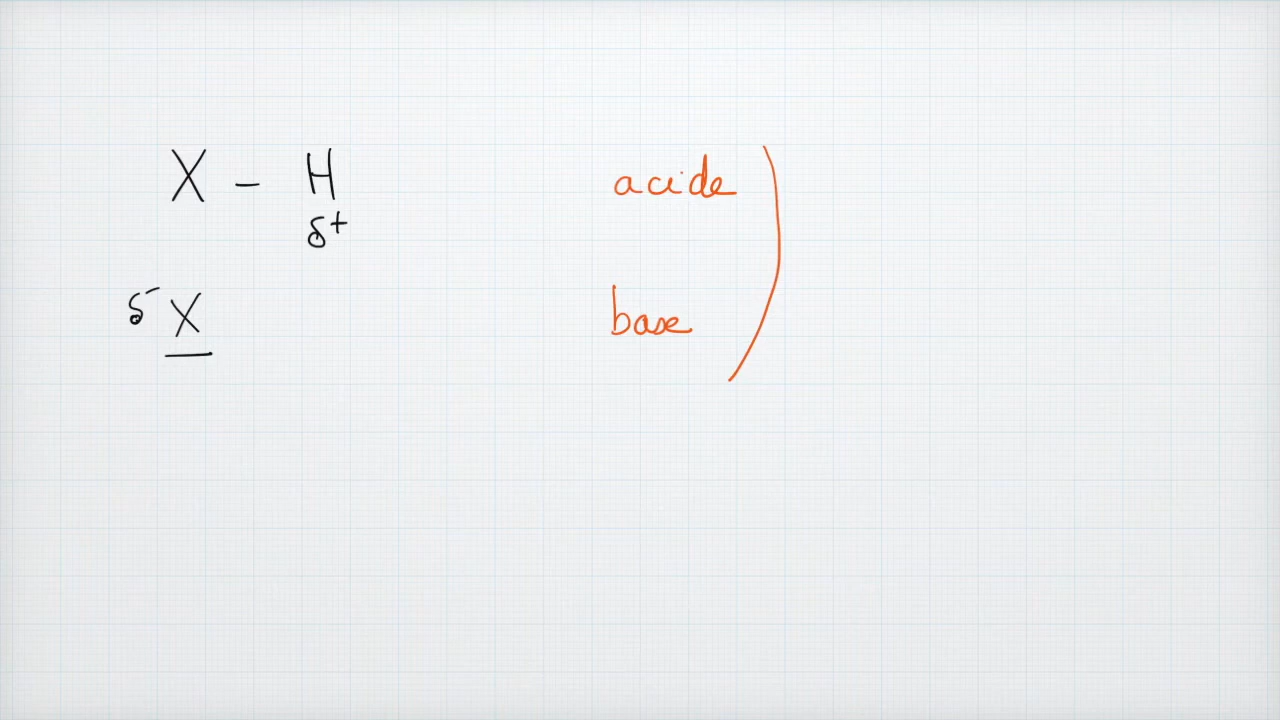 X – H acide
δ+
δ- X base